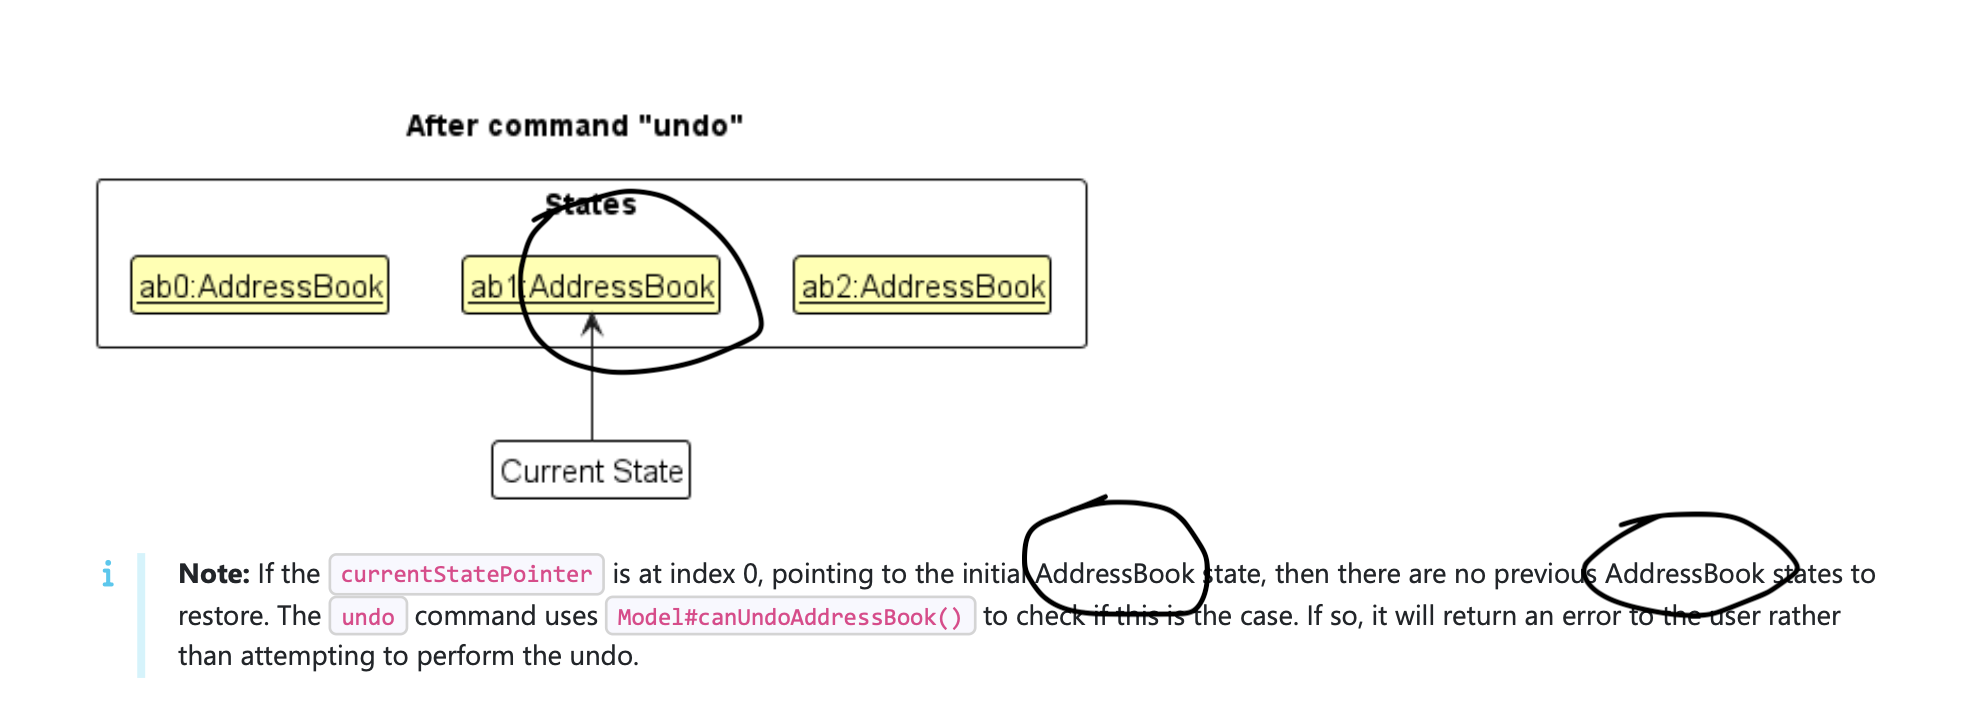 After command "undo"
States
ab0:AddressBook ab1:AddressBook ab2:AddressBook
Current State
i Note: If the currentStatePointer is at index 0, pointing to the initial AddressBook state, then there are no previous AddressBook states to
restore. The undo command uses Model#canUndoAddressBook() to check if this is the case. If so, it will return an error to the user rather
than attempting to perform the undo.